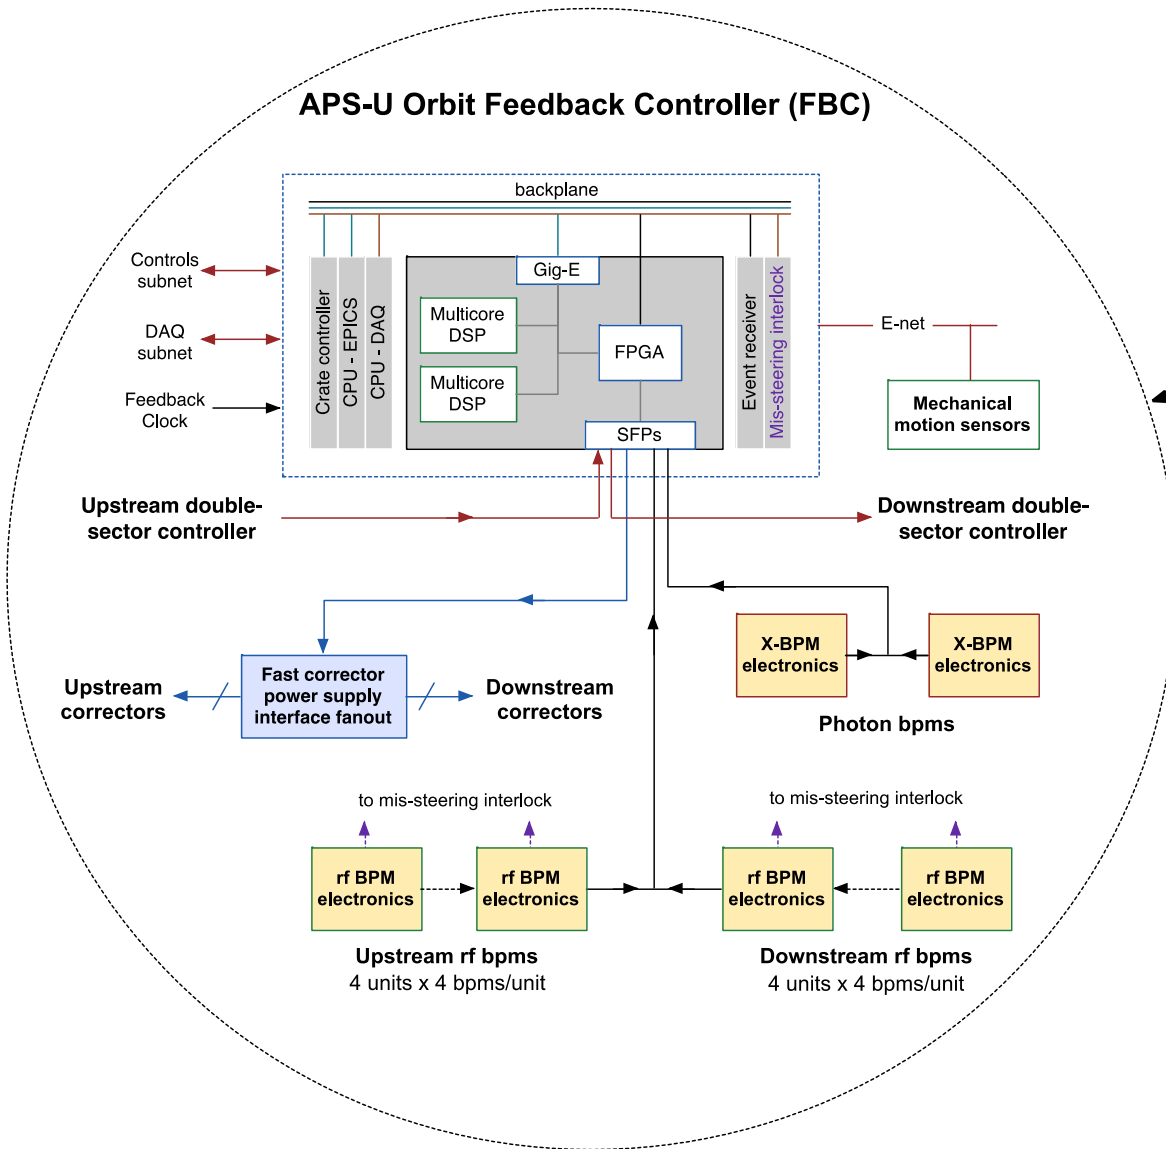 APS-U Orbit Feedback Controller (FBC)
backplane
Controls
subnet
DAQ
subnet
Feedback
Clock
Crate controller
CPU - EPICS
CPU - DAQ
Gig-E
Multicore
DSP
Multicore
DSP
FPGA
SFPs
Event receiver
Mis-steering interlock
E-net
Mechanical
motion sensors
Upstream double-
sector controller
Downstream double-
sector controller
Fast corrector
power supply
interface fanout
Upstream
correctors
Downstream
correctors
X-BPM
electronics
X-BPM
electronics
Photon bpms
to mis-steering interlock
to mis-steering interlock
rf BPM
electronics
rf BPM
electronics
rf BPM
electronics
rf BPM
electronics
Upstream rf bpms
4 units x 4 bpms/unit
Downstream rf bpms
4 units x 4 bpms/unit